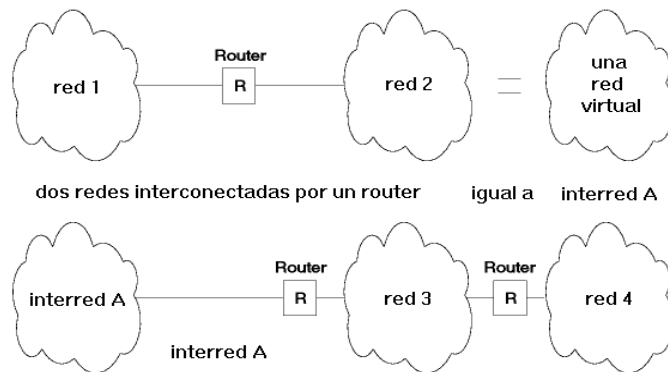 Router
red 1
R
red 2
una
red
virtual
dos redes interconectadas por un router
igual a
interred A
Router
Router
interred A
R
red 3
R
red 4
interred A